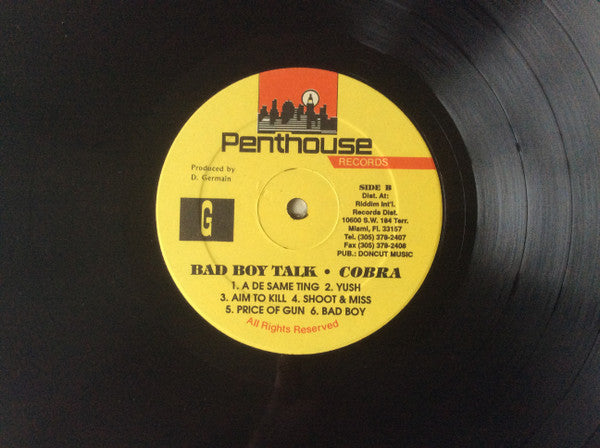 Penthouse
RECORDS
Produced by
D. Germain
G
SIDE B
Dist. At:
Riddim Int'l.
Records Dist.
10600 S.W. 184 Terr.
Miami, FL 33157
Tel. (305) 379-2407
Fax (305) 379-2408
PUB.: DONCUT MUSIC
BAD BOY TALK • COBRA
1. A DE SAME TING 2. YUSH
3. AIM TO KILL 4. SHOOT & MISS
5. PRICE OF GUN 6. BAD BOY
All Rights Reserved